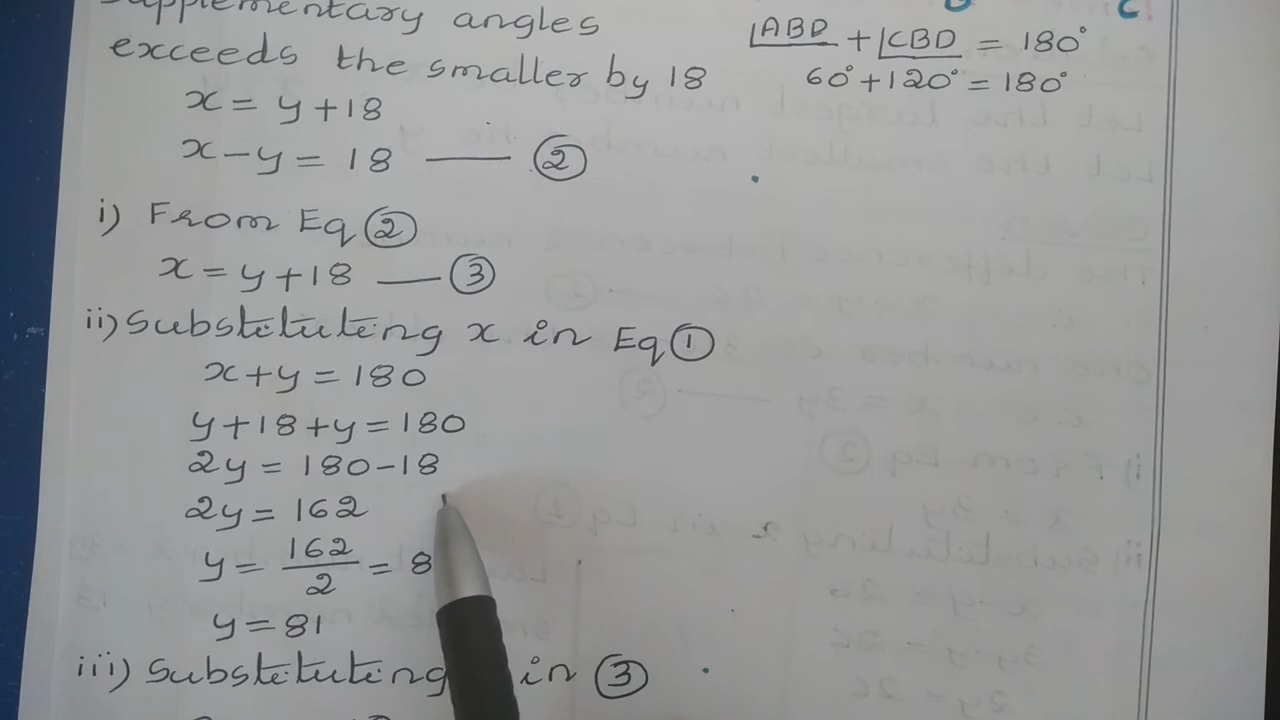 Supplementary angles
exceeds the smaller by 18
x = y + 18
x - y = 18 —— ②
i) From Eq ②
x = y + 18 — ③
ii) Substituting x in Eq ①
x + y = 180
y + 18 + y = 180
2y = 180 - 18
2y = 162
y = 162/2 = 8
y = 81
iii) Substituting in ③
B C
∠ABD + ∠CBD = 180°
60° + 120° = 180°